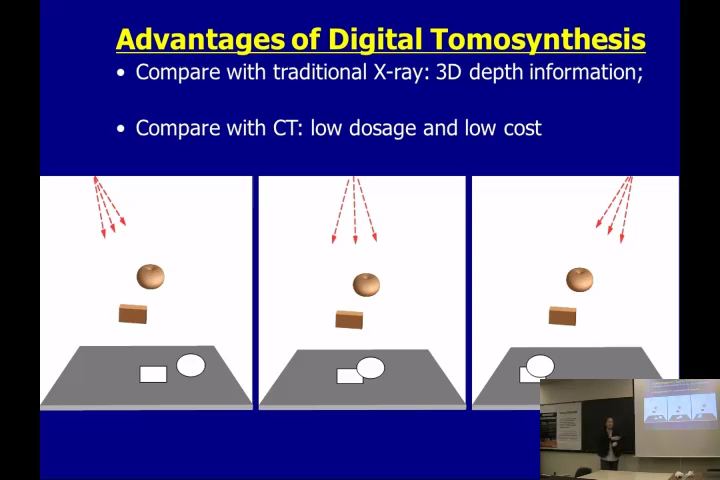 Advantages of Digital Tomosynthesis
• Compare with traditional X-ray: 3D depth information;
• Compare with CT: low dosage and low cost